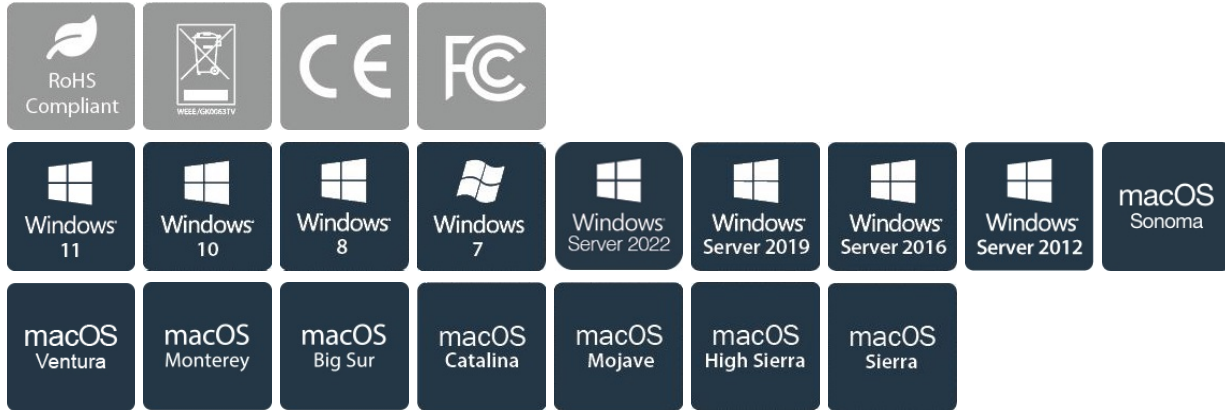 RoHS
Compliant
WEEE/GK0063TV
CE
FC
Windows
11
Windows
10
Windows
8
Windows
7
Windows
Server 2022
Windows
Server 2019
Windows
Server 2016
Windows
Server 2012
macOS
Sonoma
macOS
Ventura
macOS
Monterey
macOS
Big Sur
macOS
Catalina
macOS
Mojave
macOS
High Sierra
macOS
Sierra